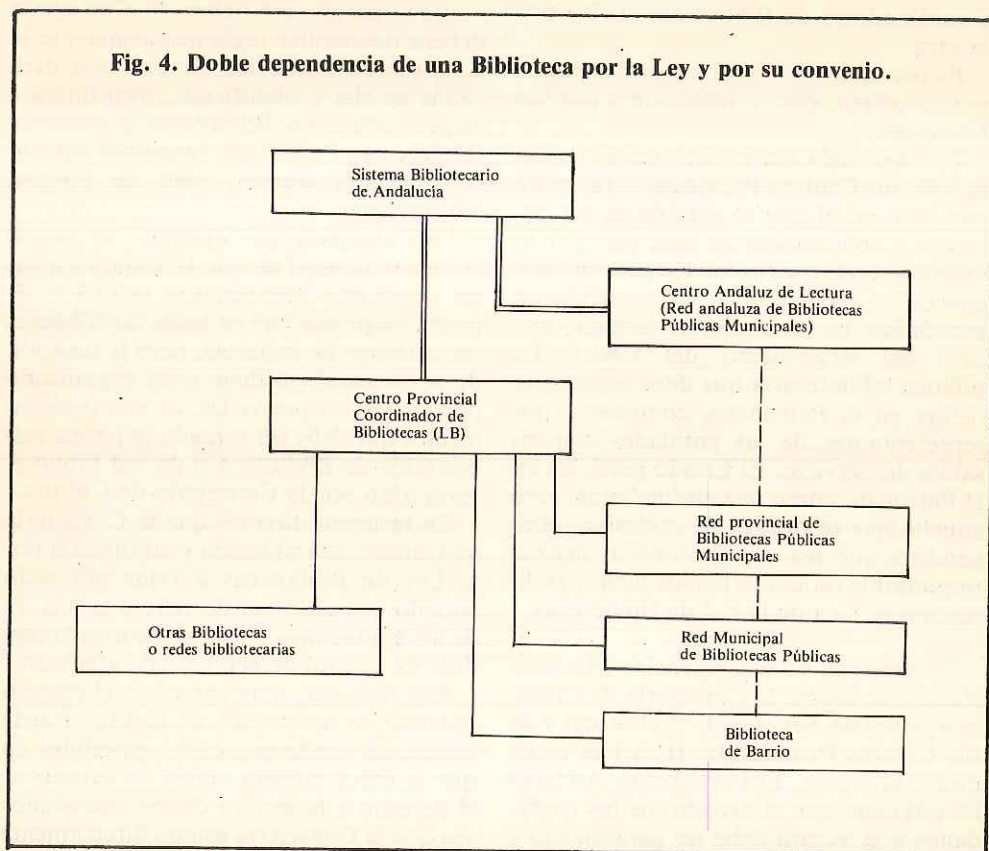 Fig. 4. Doble dependencia de una Biblioteca por la Ley y por su convenio.
Sistema Bibliotecario
de Andalucía
Centro Andaluz de Lectura
(Red andaluza de Bibliotecas
Públicas Municipales)
Centro Provincial
Coordinador de
Bibliotecas (LB)
Red provincial de
Bibliotecas Públicas
Municipales
Otras Bibliotecas
o redes bibliotecarias
Red Municipal
de Bibliotecas Públicas
Biblioteca
de Barrio